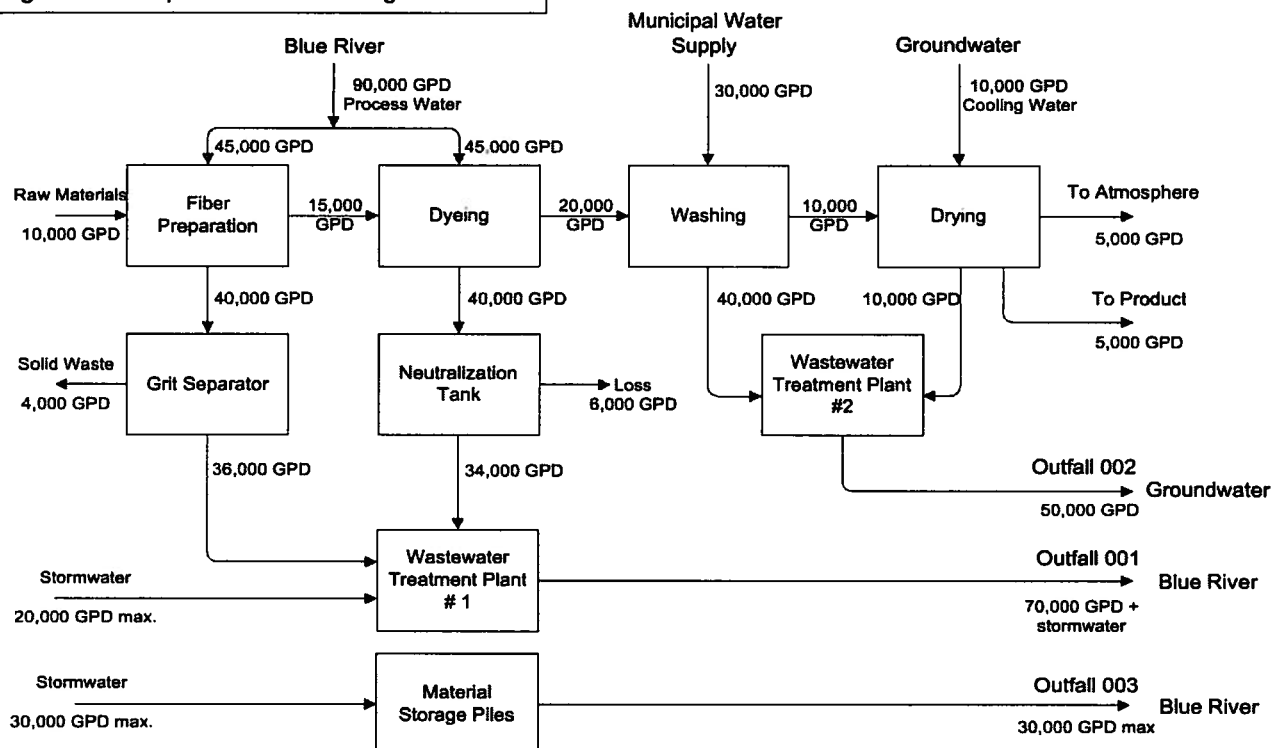 Blue River
Municipal Water
Supply
Groundwater
90,000 GPD
Process Water
30,000 GPD
10,000 GPD
Cooling Water
45,000 GPD
45,000 GPD
Raw Materials
10,000 GPD
Fiber
Preparation
15,000
GPD
Dyeing
20,000
GPD
Washing
10,000
GPD
Drying
To Atmosphere
5,000 GPD
40,000 GPD
40,000 GPD
40,000 GPD
10,000 GPD
To Product
5,000 GPD
Solid Waste
4,000 GPD
Grit Separator
Neutralization
Tank
Loss
6,000 GPD
Wastewater
Treatment Plant
#2
36,000 GPD
34,000 GPD
Outfall 002
Groundwater
50,000 GPD
Stormwater
20,000 GPD max.
Wastewater
Treatment Plant
# 1
Outfall 001
Blue River
70,000 GPD +
stormwater
Stormwater
30,000 GPD max.
Material
Storage Piles
Outfall 003
Blue River
30,000 GPD max